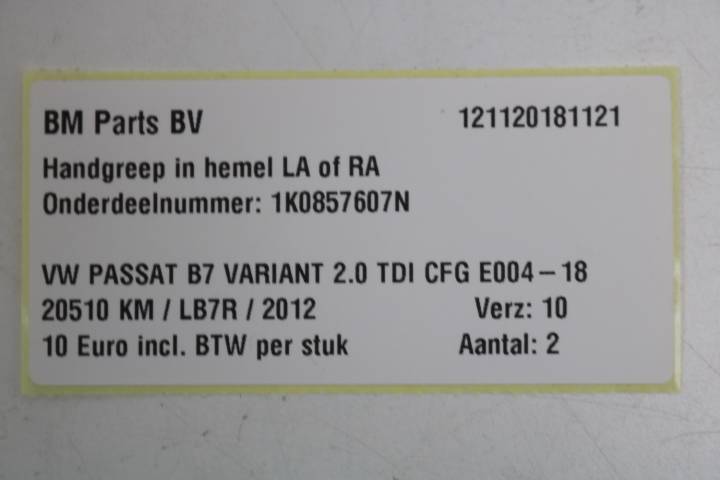 BM Parts BV 121120181121
Handgreep in hemel LA of RA
Onderdeelnummer: 1K0857607N
VW PASSAT B7 VARIANT 2.0 TDI CFG E004-18
20510 KM / LB7R / 2012 Verz: 10
10 Euro incl. BTW per stuk Aantal: 2